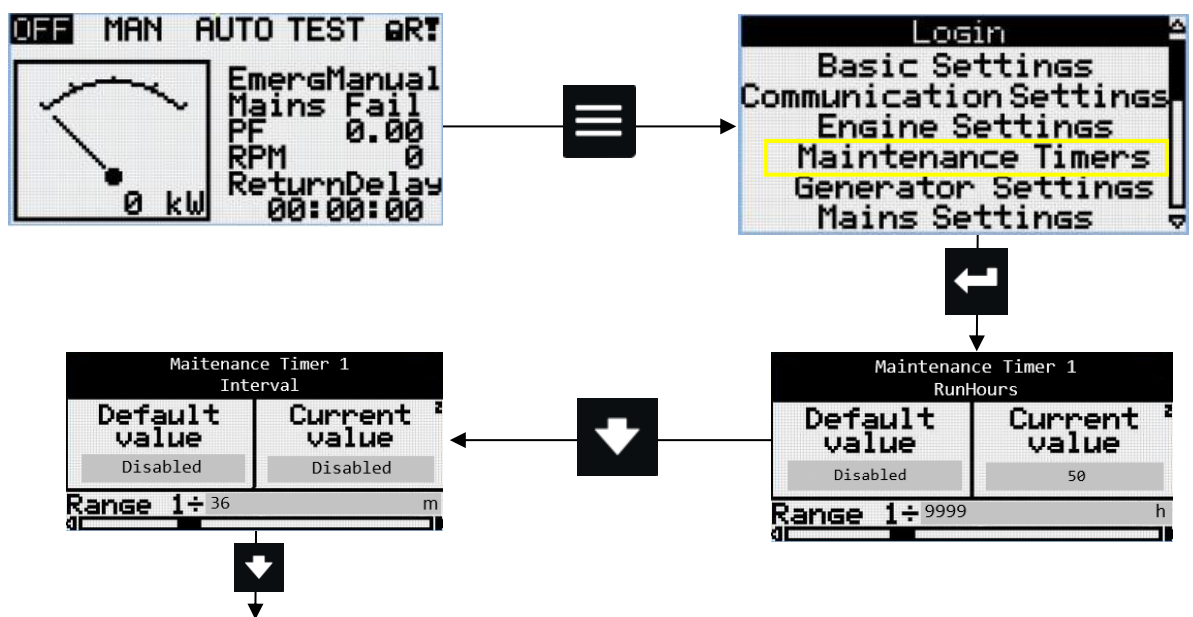 OFF MAN AUTO TEST R
EmergManual
Mains Fail
PF 0.00
RPM 0
ReturnDelay
00:00:00
0 kW
Login
Basic Settings
Communication Settings
Engine Settings
Maintenance Timers
Generator Settings
Mains Settings
Maintenance Timer 1
RunHours
Default value
Disabled
Current value
50
Range 1÷ 9999 h
Maitenance Timer 1
Interval
Default value
Disabled
Current value
Disabled
Range 1÷ 36 m